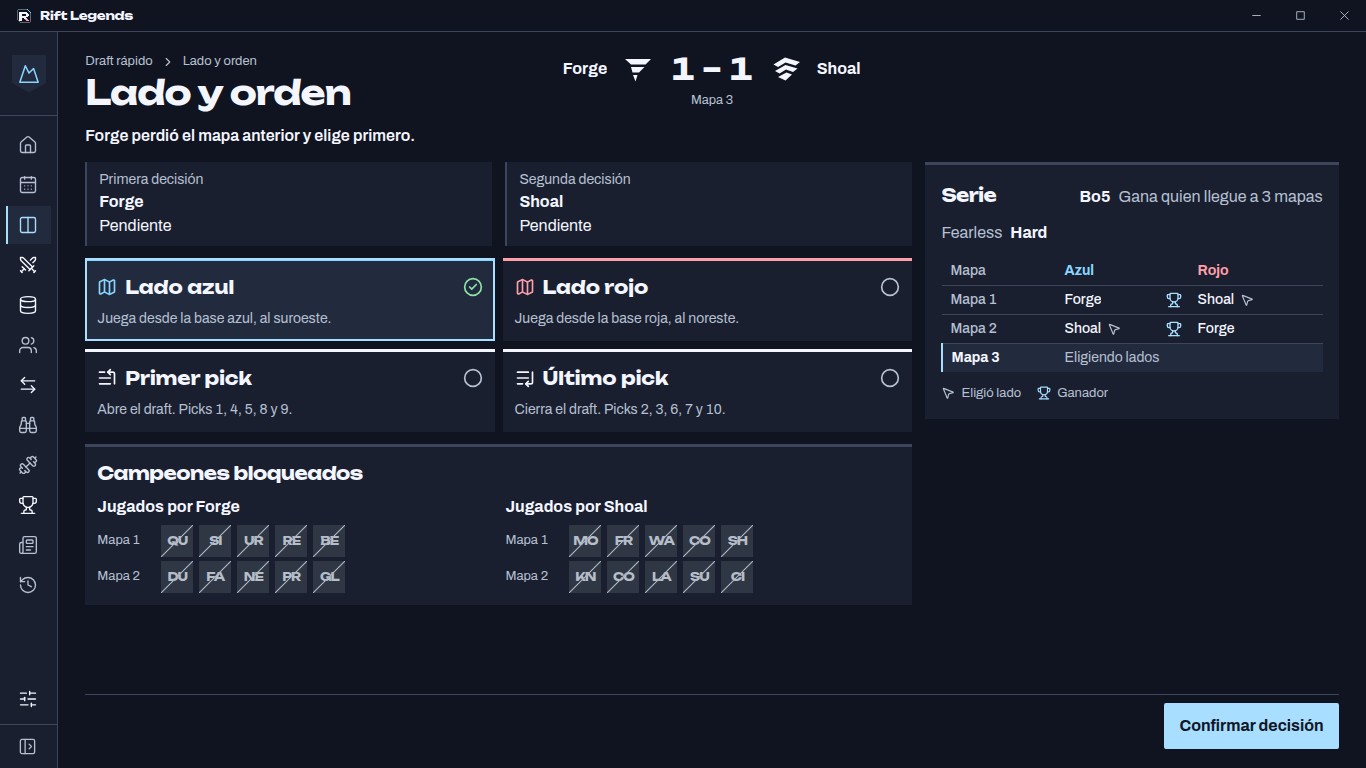 Rift Legends
Draft rápido > Lado y orden
Lado y orden
Forge 1 – 1 Shoal
Mapa 3
Forge perdió el mapa anterior y elige primero.
Primera decisión
Forge
Pendiente
Segunda decisión
Shoal
Pendiente
Lado azul
Juega desde la base azul, al suroeste.
Lado rojo
Juega desde la base roja, al noreste.
Primer pick
Abre el draft. Picks 1, 4, 5, 8 y 9.
Último pick
Cierra el draft. Picks 2, 3, 6, 7 y 10.
Campeones bloqueados
Jugados por Forge
Mapa 1 QU SI UR RE BE
Mapa 2 DU FA NE PR GL
Jugados por Shoal
Mapa 1 MO FR WA CO SH
Mapa 2 KN CO LA SU CI
Serie Bo5 Gana quien llegue a 3 mapas
Fearless Hard
Mapa Azul Rojo
Mapa 1 Forge Shoal
Mapa 2 Shoal Forge
Mapa 3 Eligiendo lados
Eligió lado Ganador
Confirmar decisión